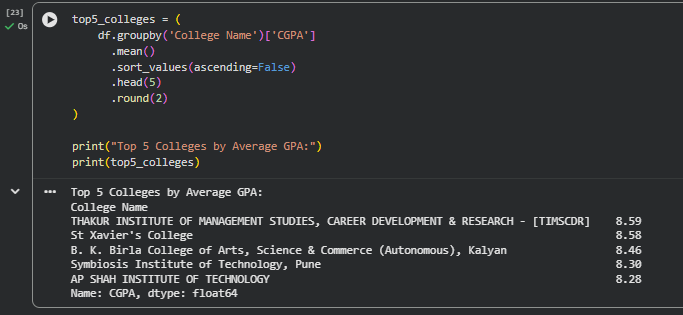 [23]
0s
top5_colleges = (
    df.groupby('College Name')['CGPA']
      .mean()
      .sort_values(ascending=False)
      .head(5)
      .round(2)
)

print("Top 5 Colleges by Average GPA:")
print(top5_colleges)
Top 5 Colleges by Average GPA:
College Name
THAKUR INSTITUTE OF MANAGEMENT STUDIES, CAREER DEVELOPMENT & RESEARCH - [TIMSCDR]    8.59
St Xavier's College    8.58
B. K. Birla College of Arts, Science & Commerce (Autonomous), Kalyan    8.46
Symbiosis Institute of Technology, Pune    8.30
AP SHAH INSTITUTE OF TECHNOLOGY    8.28
Name: CGPA, dtype: float64